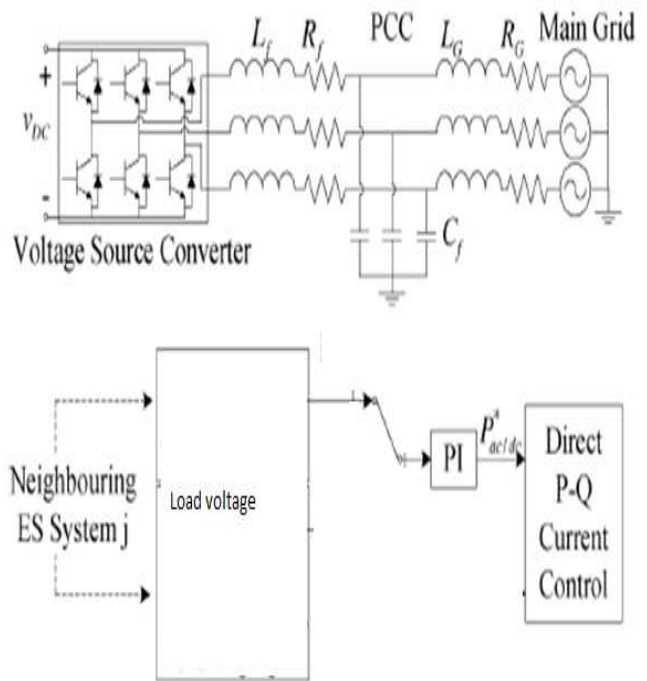 L_f R_f PCC L_G R_G Main Grid
+
v_DC
-
C_f
Voltage Source Converter
Neighbouring
ES System j
Load voltage
PI
P*_ac/dc
Direct
P-Q
Current
Control